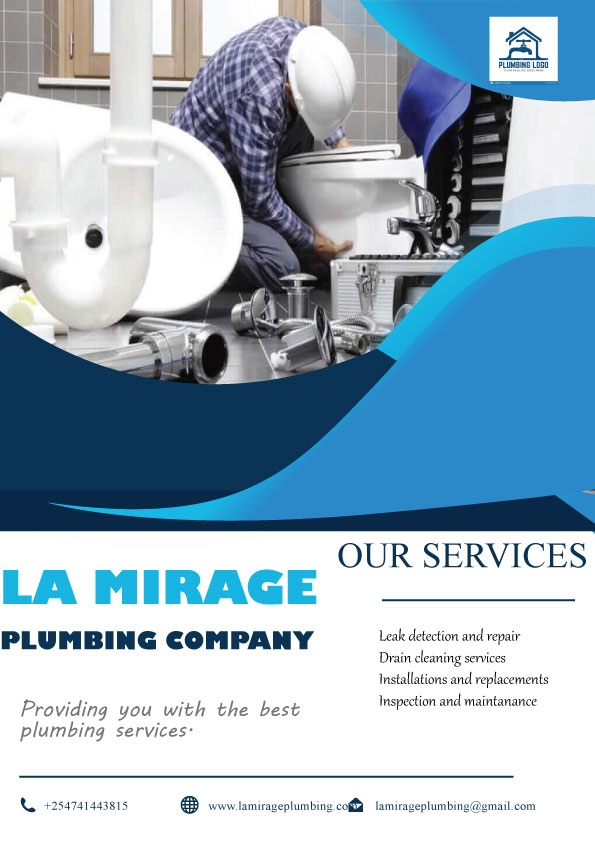 PLUMBING LOGO
LA MIRAGE
PLUMBING COMPANY
Providing you with the best
plumbing services.
OUR SERVICES
Leak detection and repair
Drain cleaning services
Installations and replacements
Inspection and maintanance
+254741443815
www.lamirageplumbing.co
lamirageplumbing@gmail.com